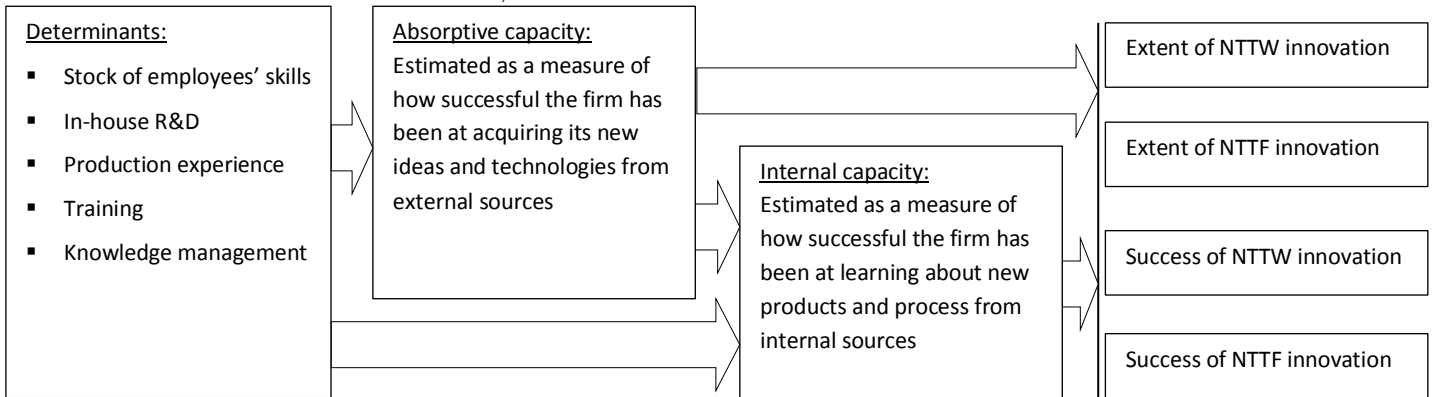 Determinants:
▪ Stock of employees’ skills
▪ In-house R&D
▪ Production experience
▪ Training
▪ Knowledge management
Absorptive capacity:
Estimated as a measure of
how successful the firm has
been at acquiring its new
ideas and technologies from
external sources
Internal capacity:
Estimated as a measure of
how successful the firm has
been at learning about new
products and process from
internal sources
Extent of NTTW innovation
Extent of NTTF innovation
Success of NTTW innovation
Success of NTTF innovation